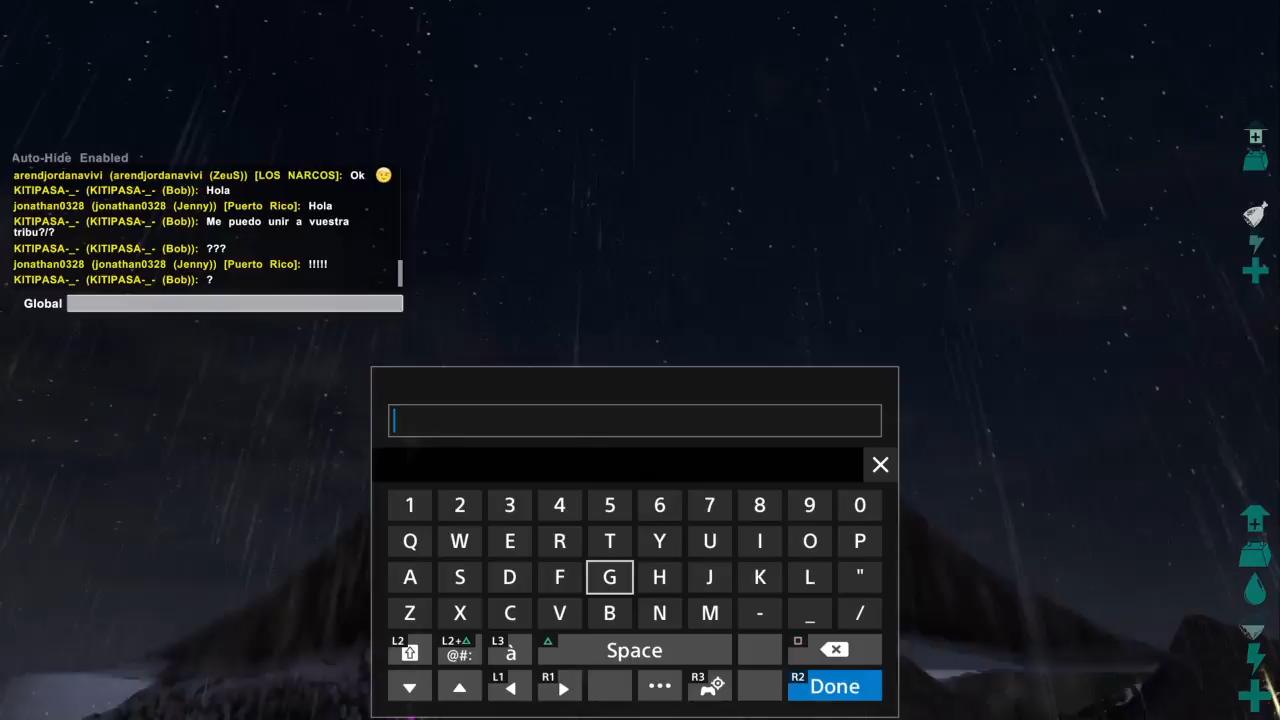 Auto-Hide Enabled
arendjordanavivi (arendjordanavivi (ZeuS)) [LOS NARCOS]: Ok 😉
KITIPASA-_- (KITIPASA-_- (Bob)): Hola
jonathan0328 (jonathan0328 (Jenny)) [Puerto Rico]: Hola
KITIPASA-_- (KITIPASA-_- (Bob)): Me puedo unir a vuestra
tribu?/?
KITIPASA-_- (KITIPASA-_- (Bob)): ???
jonathan0328 (jonathan0328 (Jenny)) [Puerto Rico]: !!!!!
KITIPASA-_- (KITIPASA-_- (Bob)): ?
Global
1 2 3 4 5 6 7 8 9 0
Q W E R T Y U I O P
A S D F G H J K L "
Z X C V B N M - _ /
L2 L2+△ @#: L3 à △ Space □
L1 R1 ... R3 R2 Done